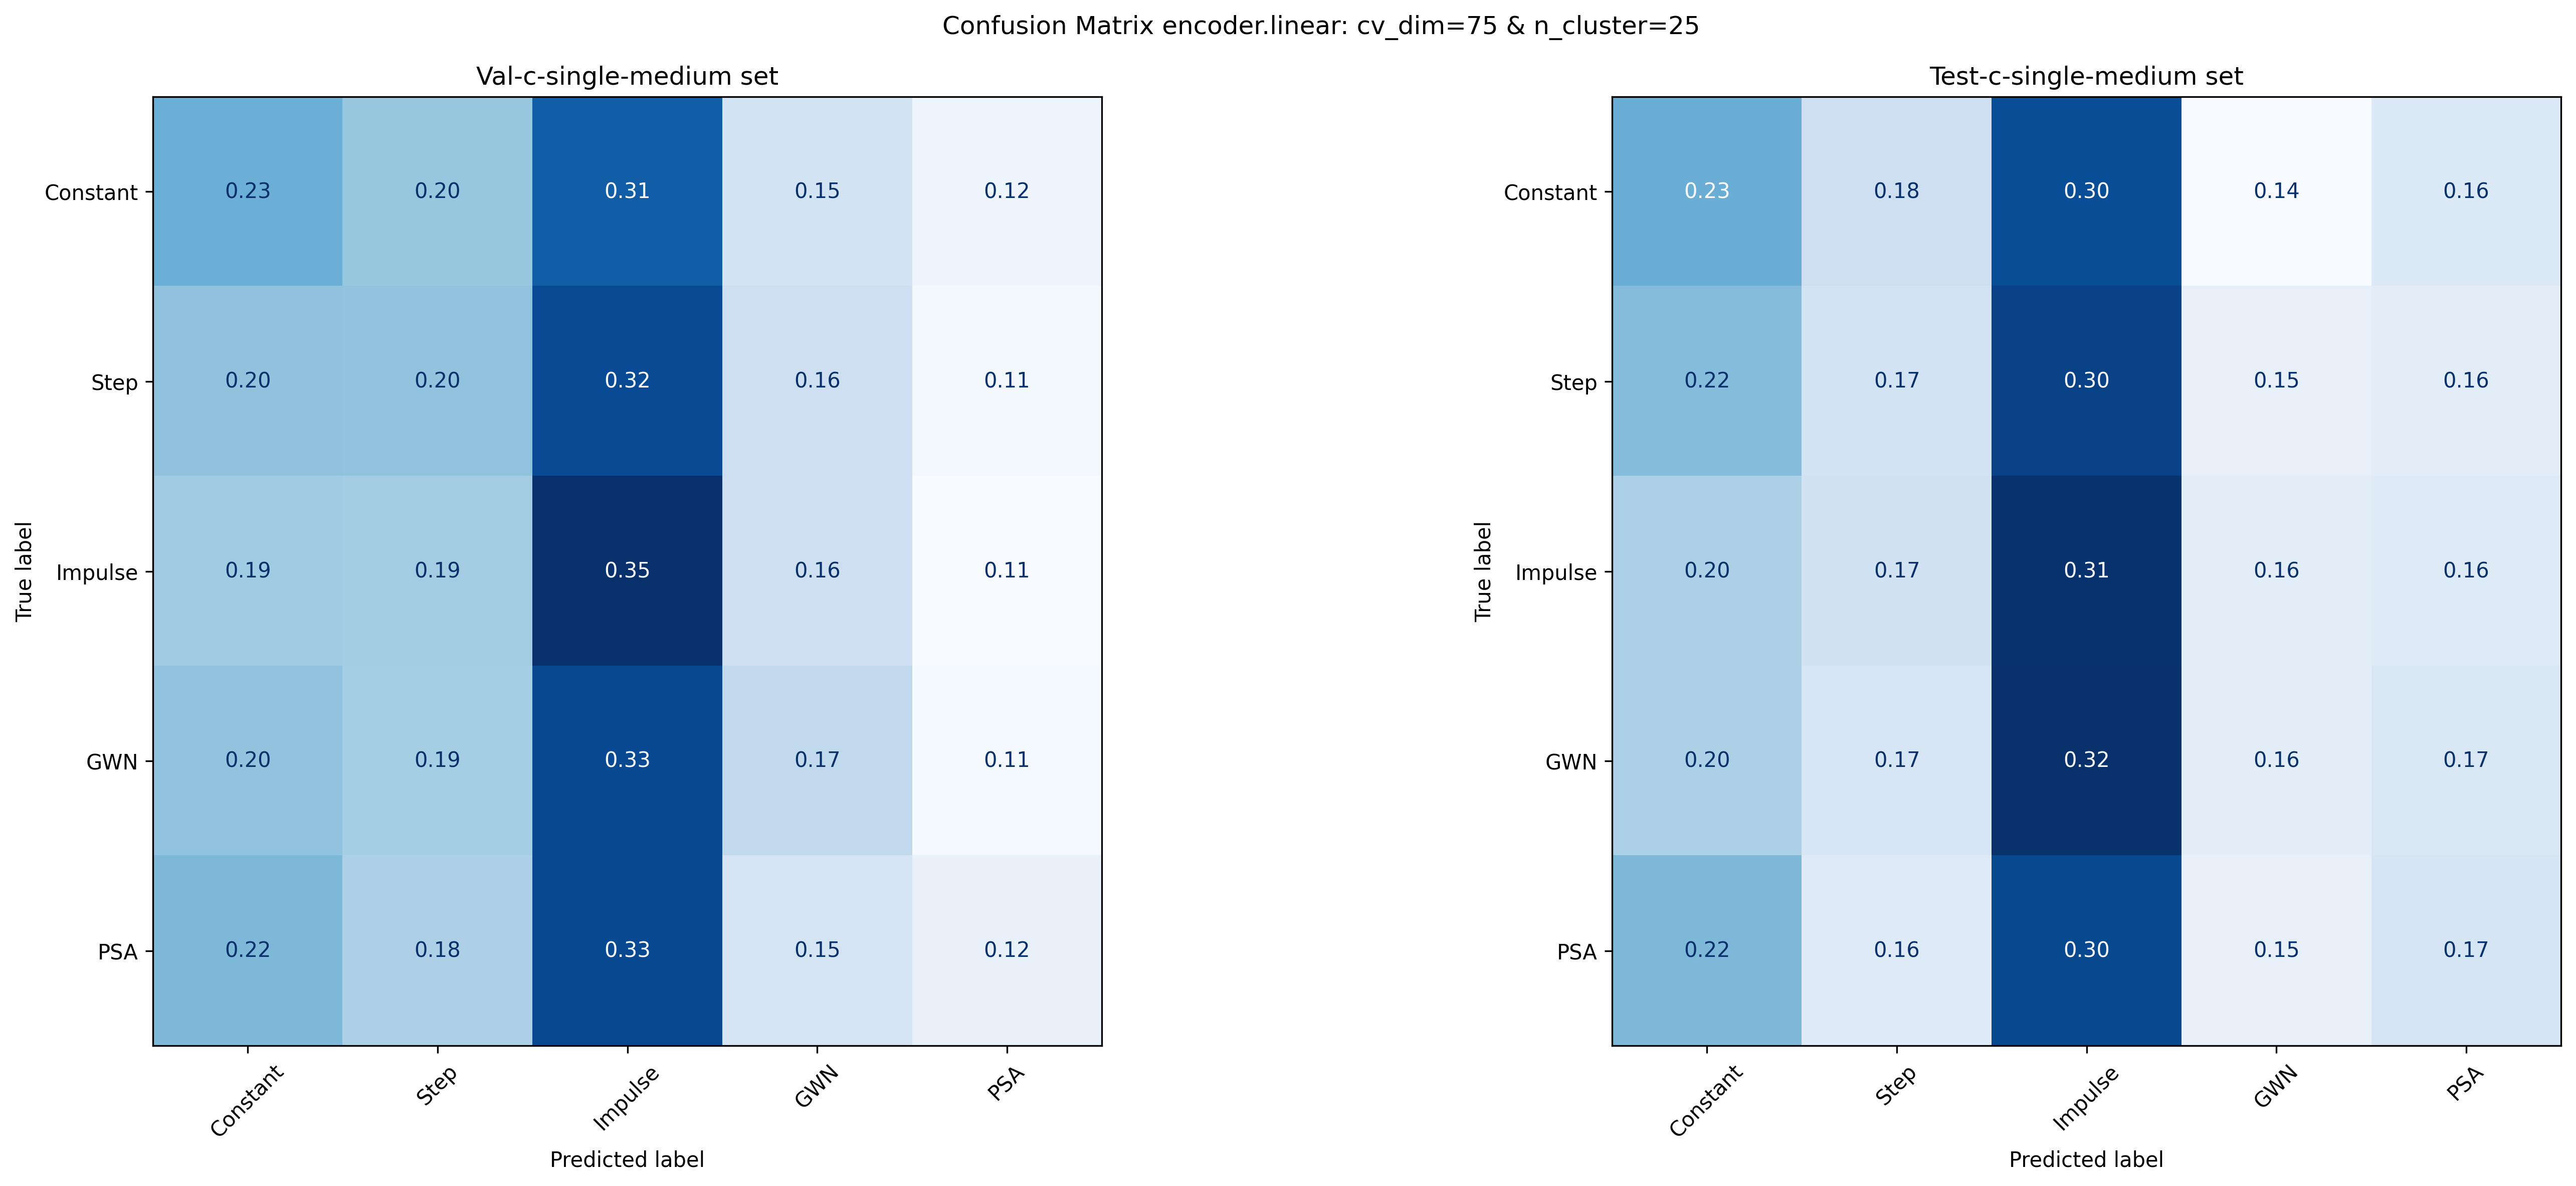 Confusion Matrix encoder.linear: cv_dim=75 & n_cluster=25
Val-c-single-medium set
True label
Constant 0.23 0.20 0.31 0.15 0.12
Step 0.20 0.20 0.32 0.16 0.11
Impulse 0.19 0.19 0.35 0.16 0.11
GWN 0.20 0.19 0.33 0.17 0.11
PSA 0.22 0.18 0.33 0.15 0.12
Constant Step Impulse GWN PSA
Predicted label
Test-c-single-medium set
True label
Constant 0.23 0.18 0.30 0.14 0.16
Step 0.22 0.17 0.30 0.15 0.16
Impulse 0.20 0.17 0.31 0.16 0.16
GWN 0.20 0.17 0.32 0.16 0.17
PSA 0.22 0.16 0.30 0.15 0.17
Constant Step Impulse GWN PSA
Predicted label